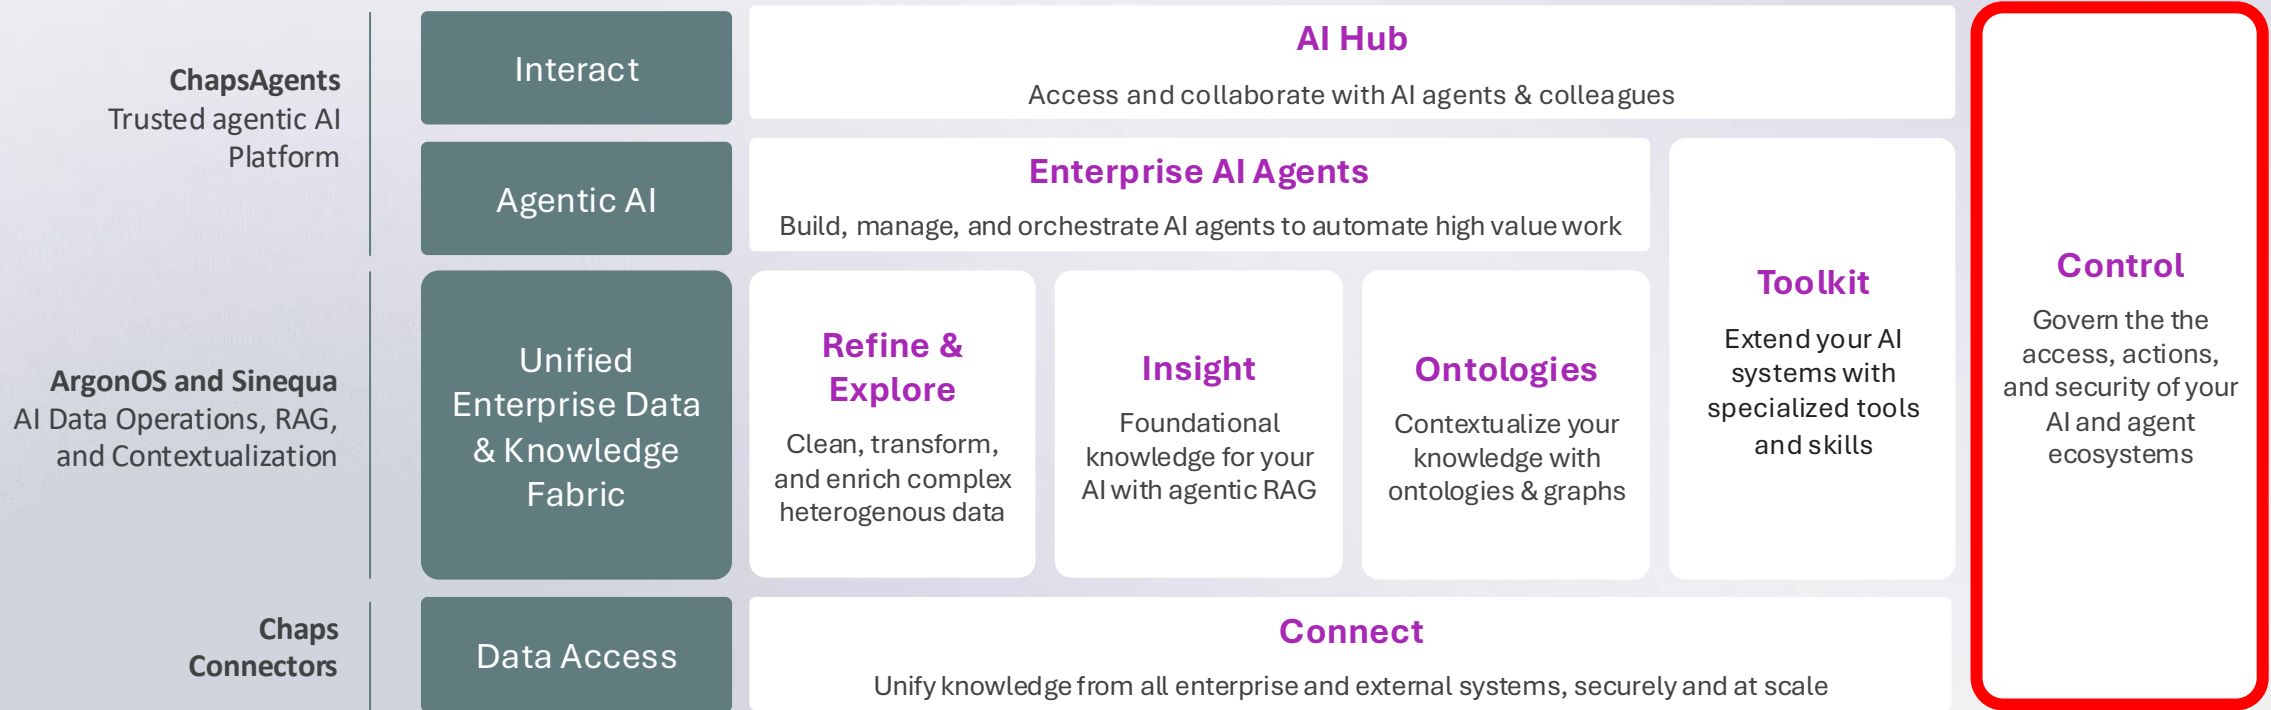 ChapsAgents
Trusted agentic AI
Platform
Interact
AI Hub
Access and collaborate with AI agents & colleagues
Agentic AI
Enterprise AI Agents
Build, manage, and orchestrate AI agents to automate high value work
ArgonOS and Sinequa
AI Data Operations, RAG,
and Contextualization
Unified
Enterprise Data
& Knowledge
Fabric
Refine &
Explore
Clean, transform,
and enrich complex
heterogenous data
Insight
Foundational
knowledge for your
AI with agentic RAG
Ontologies
Contextualize your
knowledge with
ontologies & graphs
Toolkit
Extend your AI
systems with
specialized tools
and skills
Control
Govern the the
access, actions,
and security of your
AI and agent
ecosystems
Chaps
Connectors
Data Access
Connect
Unify knowledge from all enterprise and external systems, securely and at scale